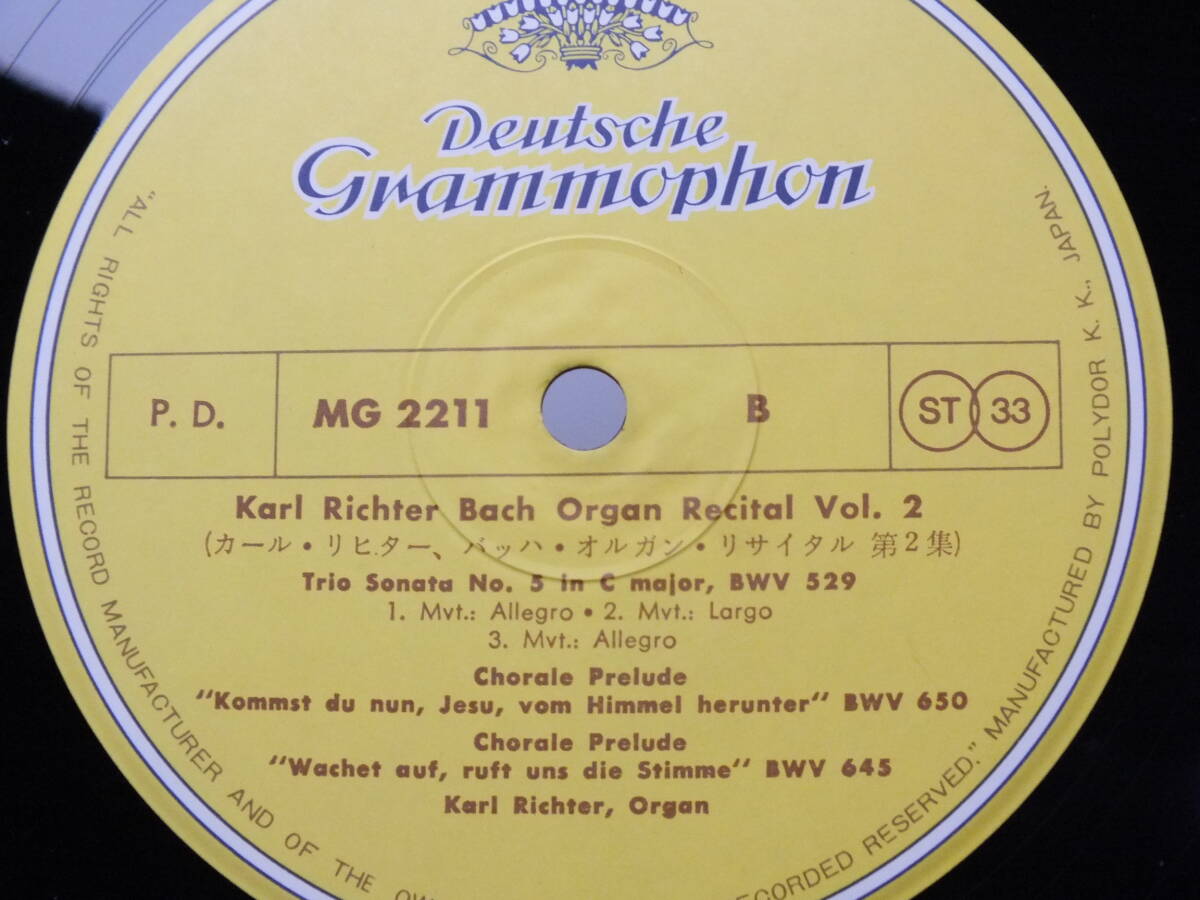 Deutsche
Grammophon
P. D. MG 2211 B ST 33
Karl Richter Bach Organ Recital Vol. 2
(カール・リヒター、バッハ・オルガン・リサイタル 第2集)
Trio Sonata No. 5 in C major, BWV 529
1. Mvt.: Allegro • 2. Mvt.: Largo
3. Mvt.: Allegro
Chorale Prelude
"Kommst du nun, Jesu, vom Himmel herunter" BWV 650
Chorale Prelude
"Wachet auf, ruft uns die Stimme" BWV 645
Karl Richter, Organ
"ALL RIGHTS OF THE RECORD MANUFACTURER AND OF THE
RECORDED RESERVED," MANUFACTURED BY POLYDOR K. K., JAPAN.